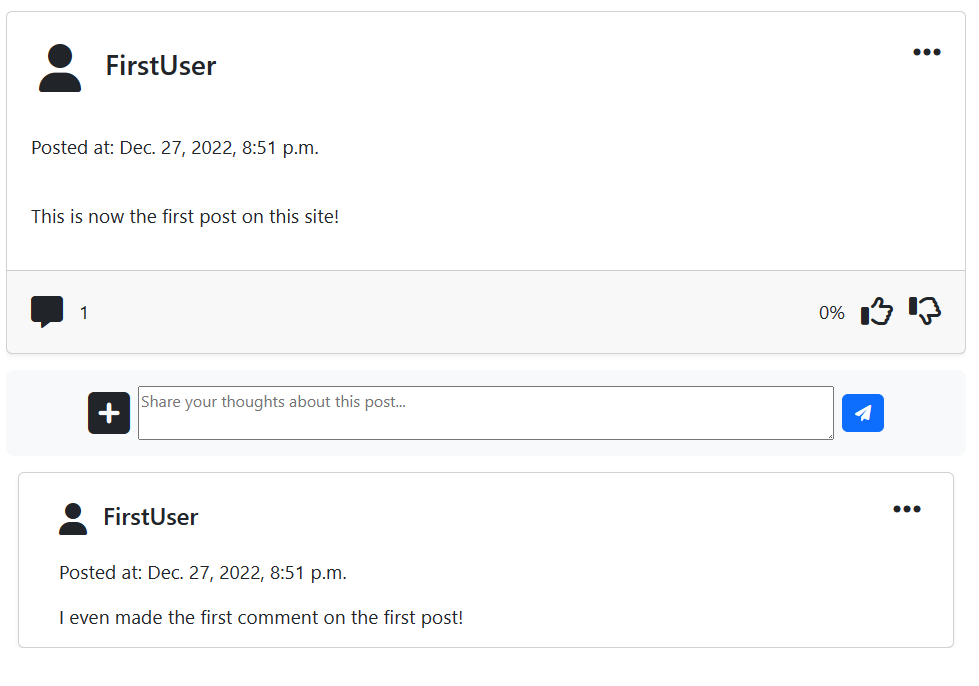 FirstUser
Posted at: Dec. 27, 2022, 8:51 p.m.
This is now the first post on this site!
1
0%
Share your thoughts about this post...
FirstUser
Posted at: Dec. 27, 2022, 8:51 p.m.
I even made the first comment on the first post!